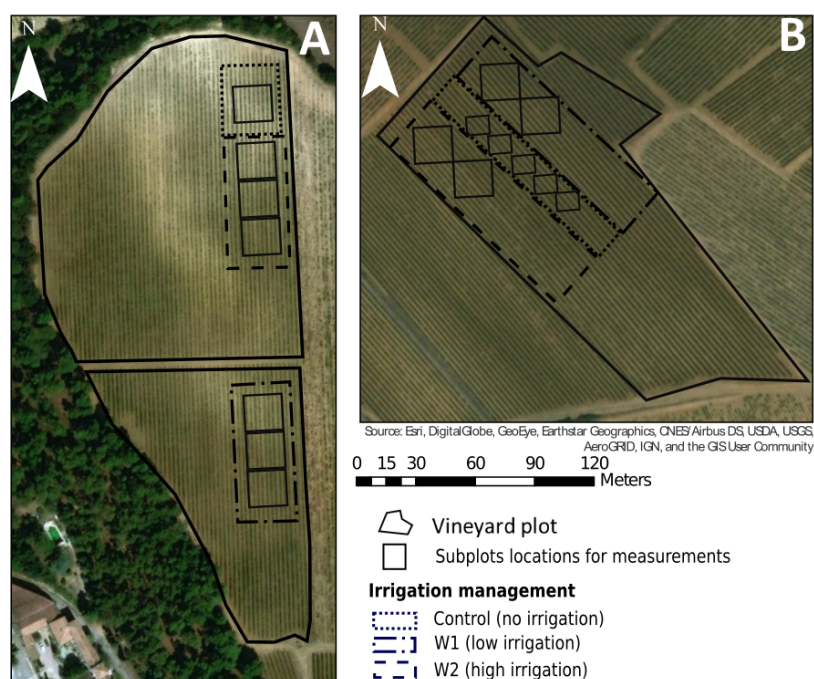 N
A
N
B
Source: Esri, DigitalGlobe, GeoEye, Earthstar Geographics, CNES/Airbus DS, USDA, USGS,
AeroGRID, IGN, and the GIS User Community
0 15 30 60 90 120
Meters
Vineyard plot
Subplots locations for measurements
Irrigation management
Control (no irrigation)
W1 (low irrigation)
W2 (high irrigation)